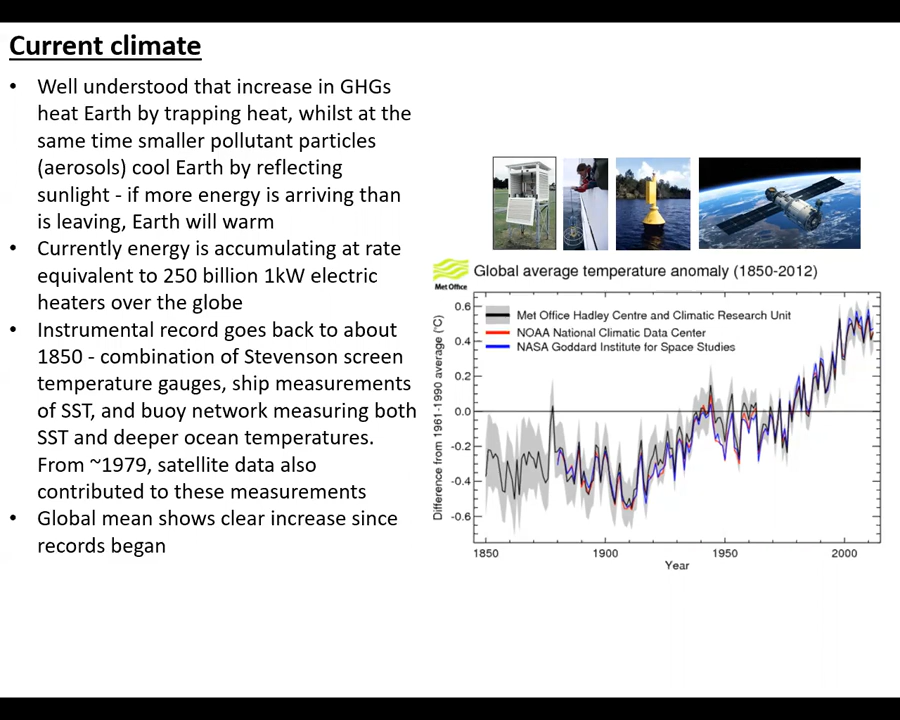 Current climate
• Well understood that increase in GHGs
heat Earth by trapping heat, whilst at the
same time smaller pollutant particles
(aerosols) cool Earth by reflecting
sunlight - if more energy is arriving than
is leaving, Earth will warm
• Currently energy is accumulating at rate
equivalent to 250 billion 1kW electric
heaters over the globe
• Instrumental record goes back to about
1850 - combination of Stevenson screen
temperature gauges, ship measurements
of SST, and buoy network measuring both
SST and deeper ocean temperatures.
From ~1979, satellite data also
contributed to these measurements
• Global mean shows clear increase since
records began
Met Office
Global average temperature anomaly (1850-2012)
Met Office Hadley Centre and Climatic Research Unit
NOAA National Climatic Data Center
NASA Goddard Institute for Space Studies
Difference from 1961-1990 average (°C)
0.6
0.4
0.2
0.0
-0.2
-0.4
-0.6
1850 1900 1950 2000
Year